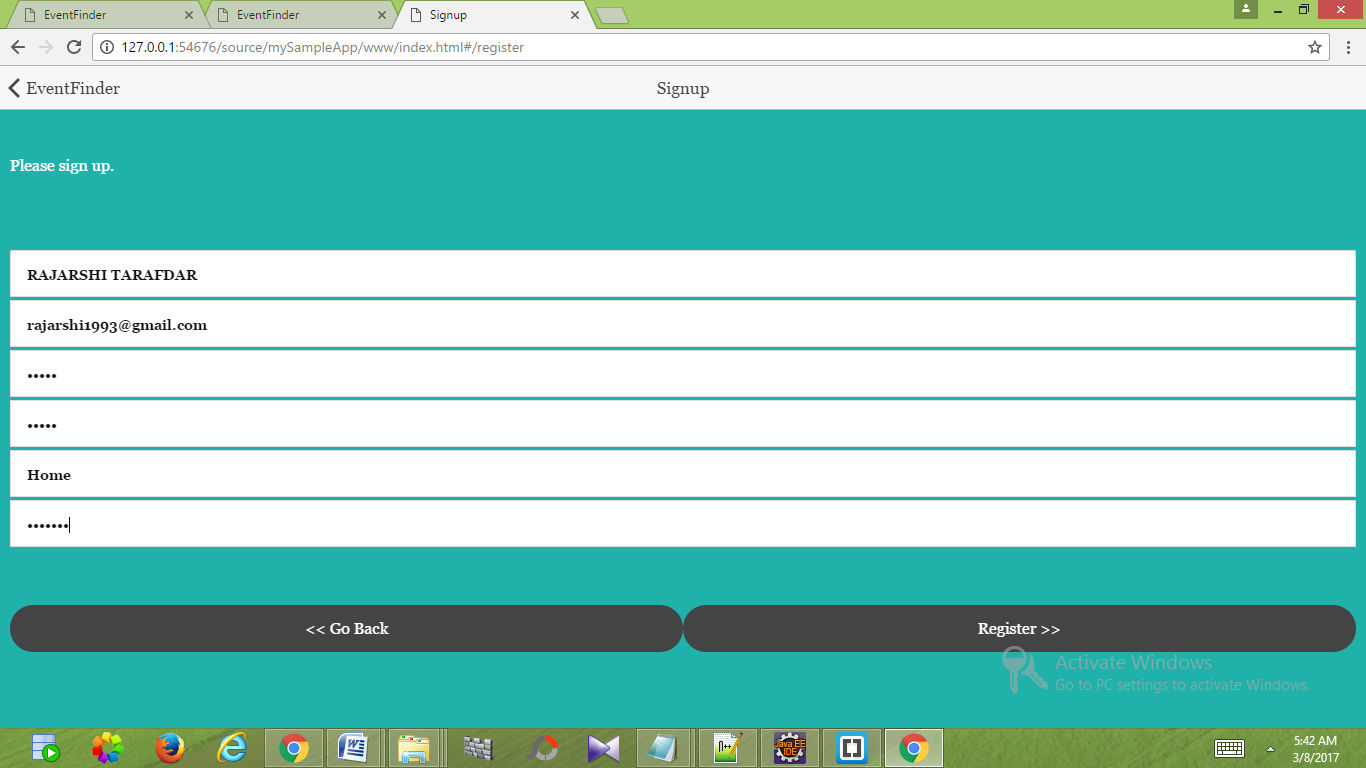 EventFinder
EventFinder
Signup
127.0.0.1:54676/source/mySampleApp/www/index.html#/register
EventFinder
Signup
Please sign up.
RAJARSHI TARAFDAR
rajarshi1993@gmail.com
•••••
•••••
Home
•••••••
<< Go Back
Register >>
Activate Windows
Go to PC settings to activate Windows.
Java EE
IDE
5:42 AM
3/8/2017